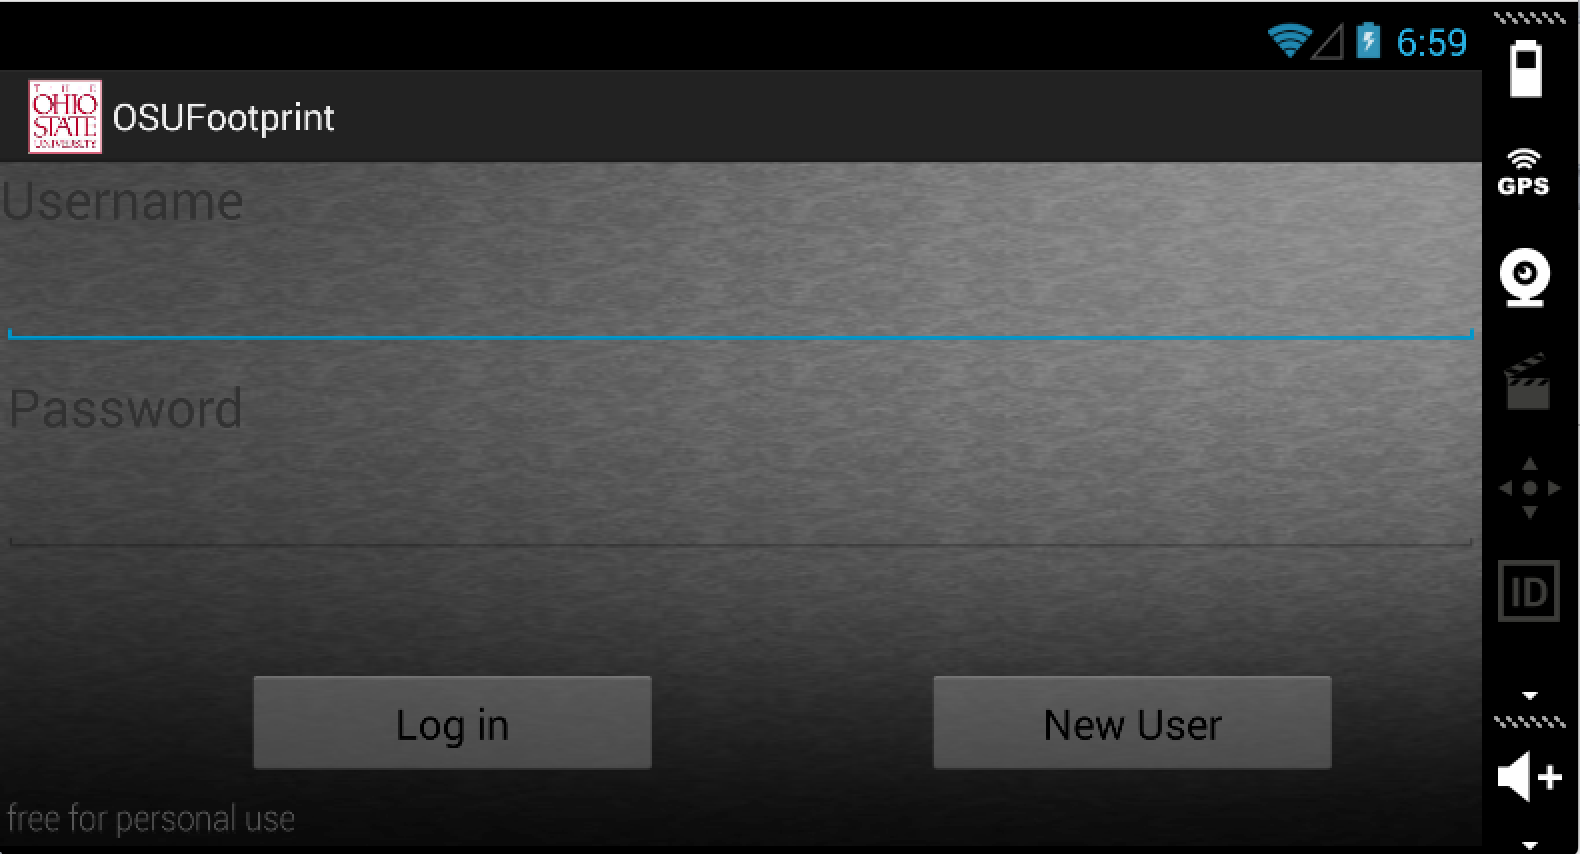 6:59
THE
OHIO
STATE
UNIVERSITY
OSUFootprint
GPS
Username
Password
ID
Log in
New User
free for personal use